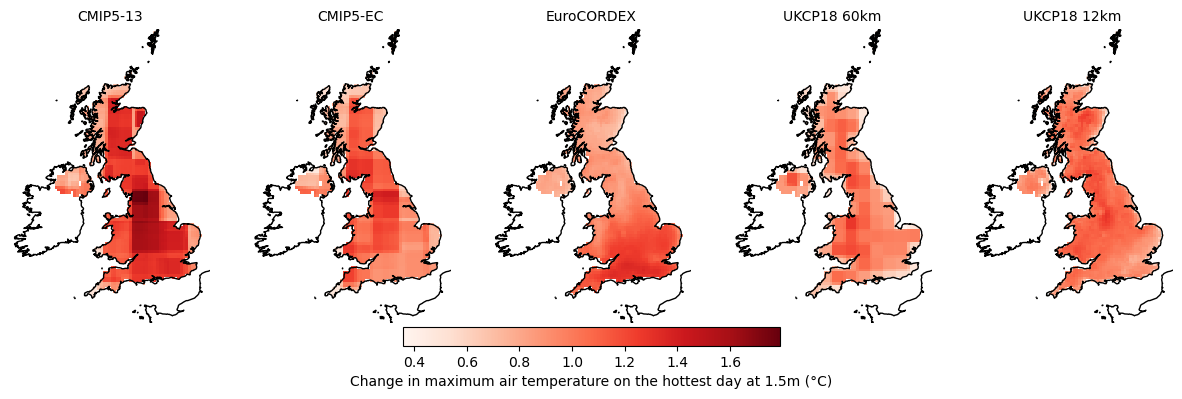 CMIP5-13 CMIP5-EC EuroCORDEX UKCP18 60km UKCP18 12km
0.4 0.6 0.8 1.0 1.2 1.4 1.6
Change in maximum air temperature on the hottest day at 1.5m (°C)